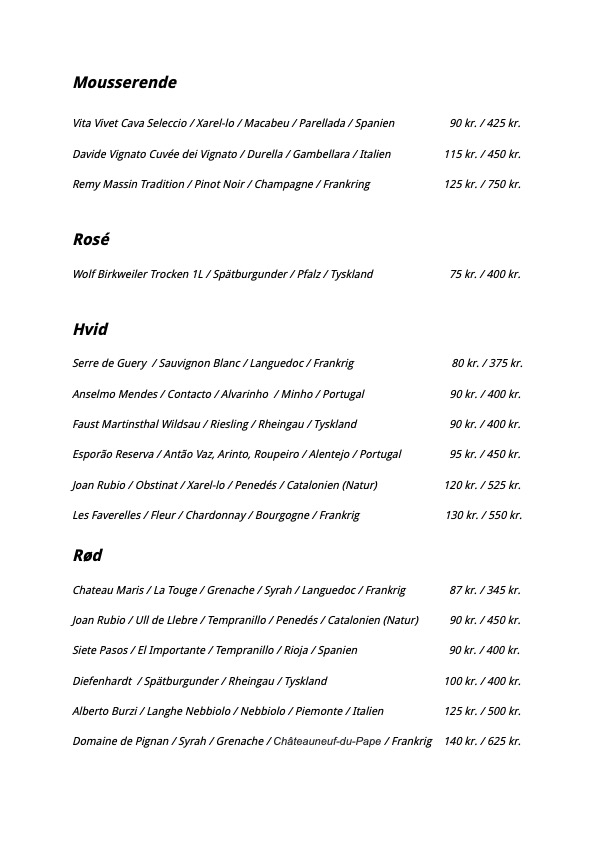 Mousserende
Vita Vivet Cava Seleccio / Xarel-lo / Macabeu / Parellada / Spanien 90 kr. / 425 kr.
Davide Vignato Cuvée dei Vignato / Durella / Gambellara / Italien 115 kr. / 450 kr.
Remy Massin Tradition / Pinot Noir / Champagne / Frankring 125 kr. / 750 kr.
Rosé
Wolf Birkweiler Trocken 1L / Spätburgunder / Pfalz / Tyskland 75 kr. / 400 kr.
Hvid
Serre de Guery / Sauvignon Blanc / Languedoc / Frankrig 80 kr. / 375 kr.
Anselmo Mendes / Contacto / Alvarinho / Minho / Portugal 90 kr. / 400 kr.
Faust Martinsthal Wildsau / Riesling / Rheingau / Tyskland 90 kr. / 400 kr.
Esporão Reserva / Antão Vaz, Arinto, Roupeiro / Alentejo / Portugal 95 kr. / 450 kr.
Joan Rubio / Obstinat / Xarel-lo / Penedés / Catalonien (Natur) 120 kr. / 525 kr.
Les Faverelles / Fleur / Chardonnay / Bourgogne / Frankrig 130 kr. / 550 kr.
Rød
Chateau Maris / La Touge / Grenache / Syrah / Languedoc / Frankrig 87 kr. / 345 kr.
Joan Rubio / Ull de Llebre / Tempranillo / Penedés / Catalonien (Natur) 90 kr. / 450 kr.
Siete Pasos / El Importante / Tempranillo / Rioja / Spanien 90 kr. / 400 kr.
Diefenhardt / Spätburgunder / Rheingau / Tyskland 100 kr. / 400 kr.
Alberto Burzi / Langhe Nebbiolo / Nebbiolo / Piemonte / Italien 125 kr. / 500 kr.
Domaine de Pignan / Syrah / Grenache / Châteauneuf-du-Pape / Frankrig 140 kr. / 625 kr.